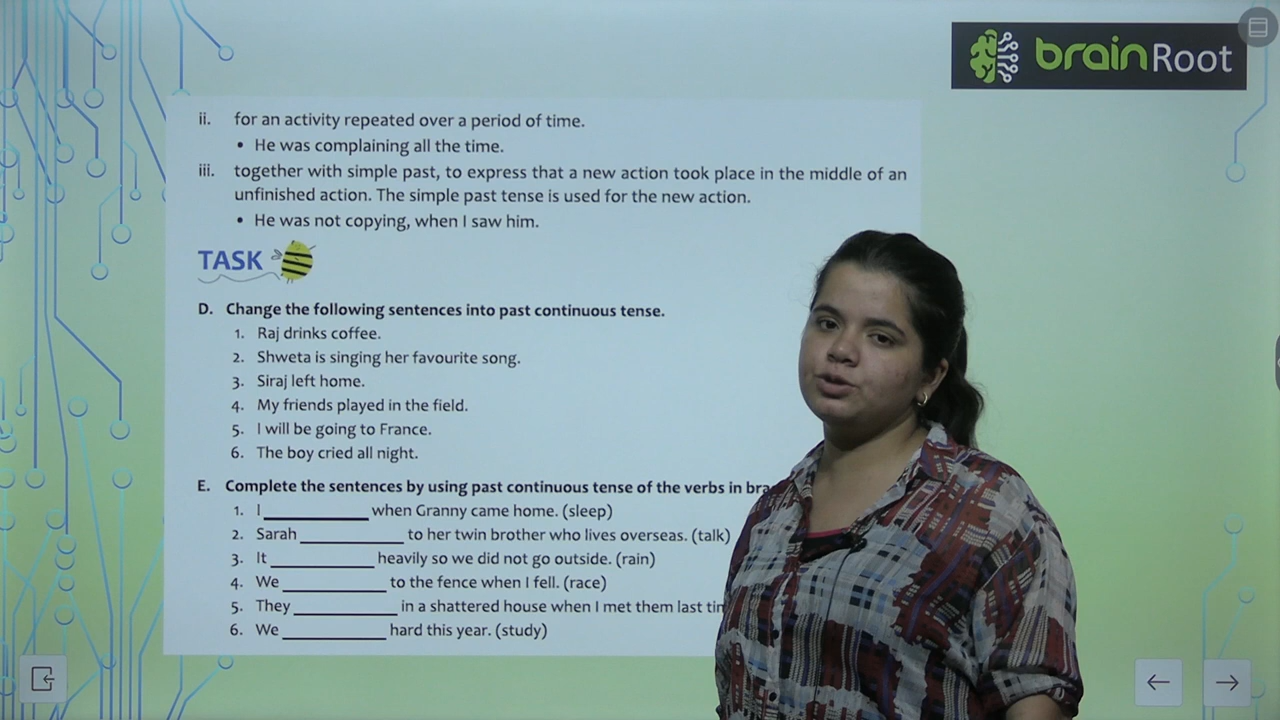 brainRoot
ii. for an activity repeated over a period of time.
• He was complaining all the time.
iii. together with simple past, to express that a new action took place in the middle of an
unfinished action. The simple past tense is used for the new action.
• He was not copying, when I saw him.
TASK
D. Change the following sentences into past continuous tense.
1. Raj drinks coffee.
2. Shweta is singing her favourite song.
3. Siraj left home.
4. My friends played in the field.
5. I will be going to France.
6. The boy cried all night.
E. Complete the sentences by using past continuous tense of the verbs in
1. I __________ when Granny came home. (sleep)
2. Sarah __________ to her twin brother who lives overseas. (talk)
3. It __________ heavily so we did not go outside. (rain)
4. We __________ to the fence when I fell. (race)
5. They __________ in a shattered house when I met them last
6. We __________ hard this year. (study)